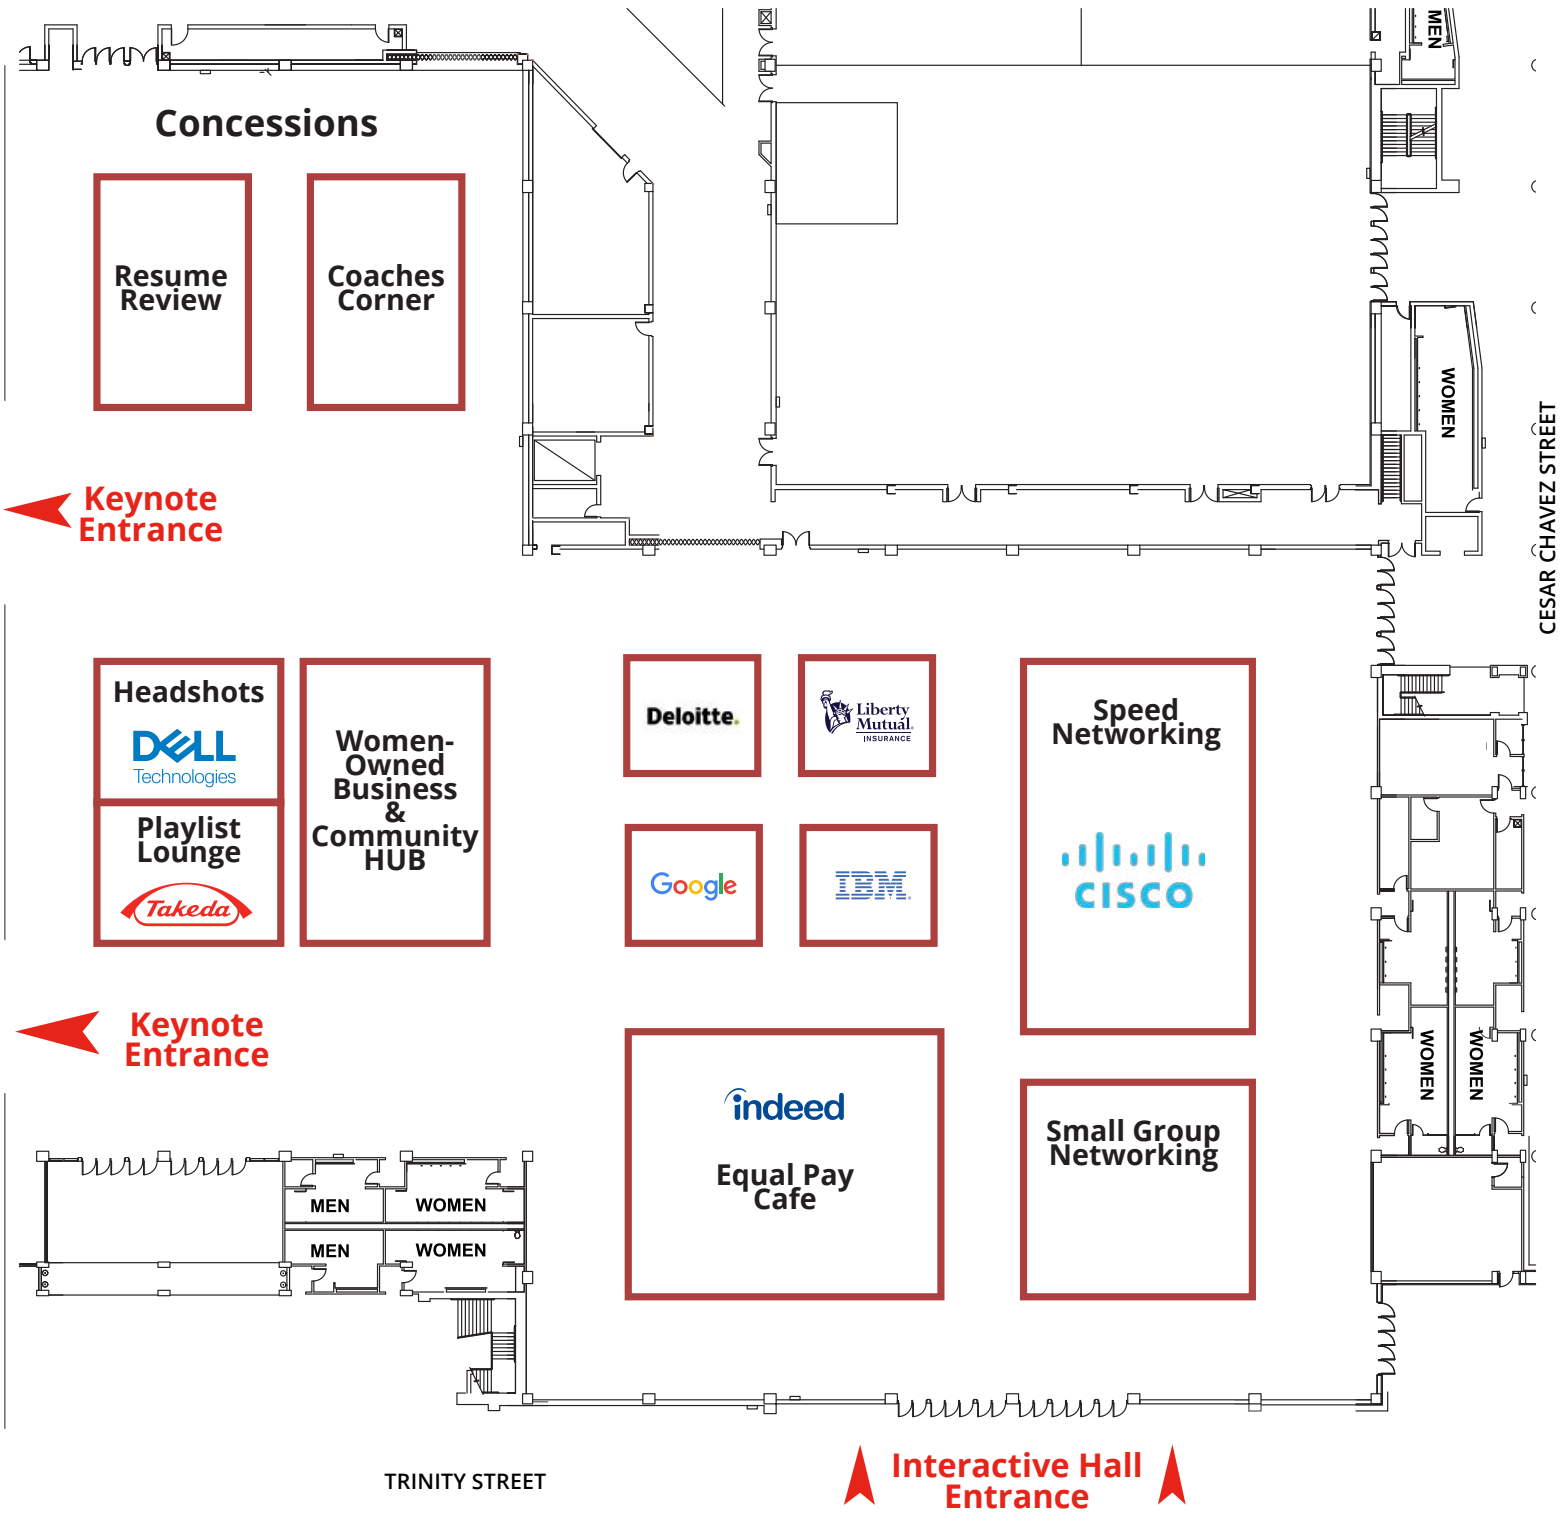 MEN
Concessions
Resume
Review
Coaches
Corner
WOMEN
CESAR CHAVEZ STREET
Keynote
Entrance
Headshots
DELL
Technologies
Playlist
Lounge
Takeda
Women-
Owned
Business
&
Community
HUB
Deloitte.
Liberty
Mutual®
INSURANCE
Google
IBM®
Speed
Networking
CISCO
Keynote
Entrance
indeed
Equal Pay
Cafe
Small Group
Networking
WOMEN
WOMEN
MEN
WOMEN
MEN
WOMEN
TRINITY STREET
Interactive Hall
Entrance